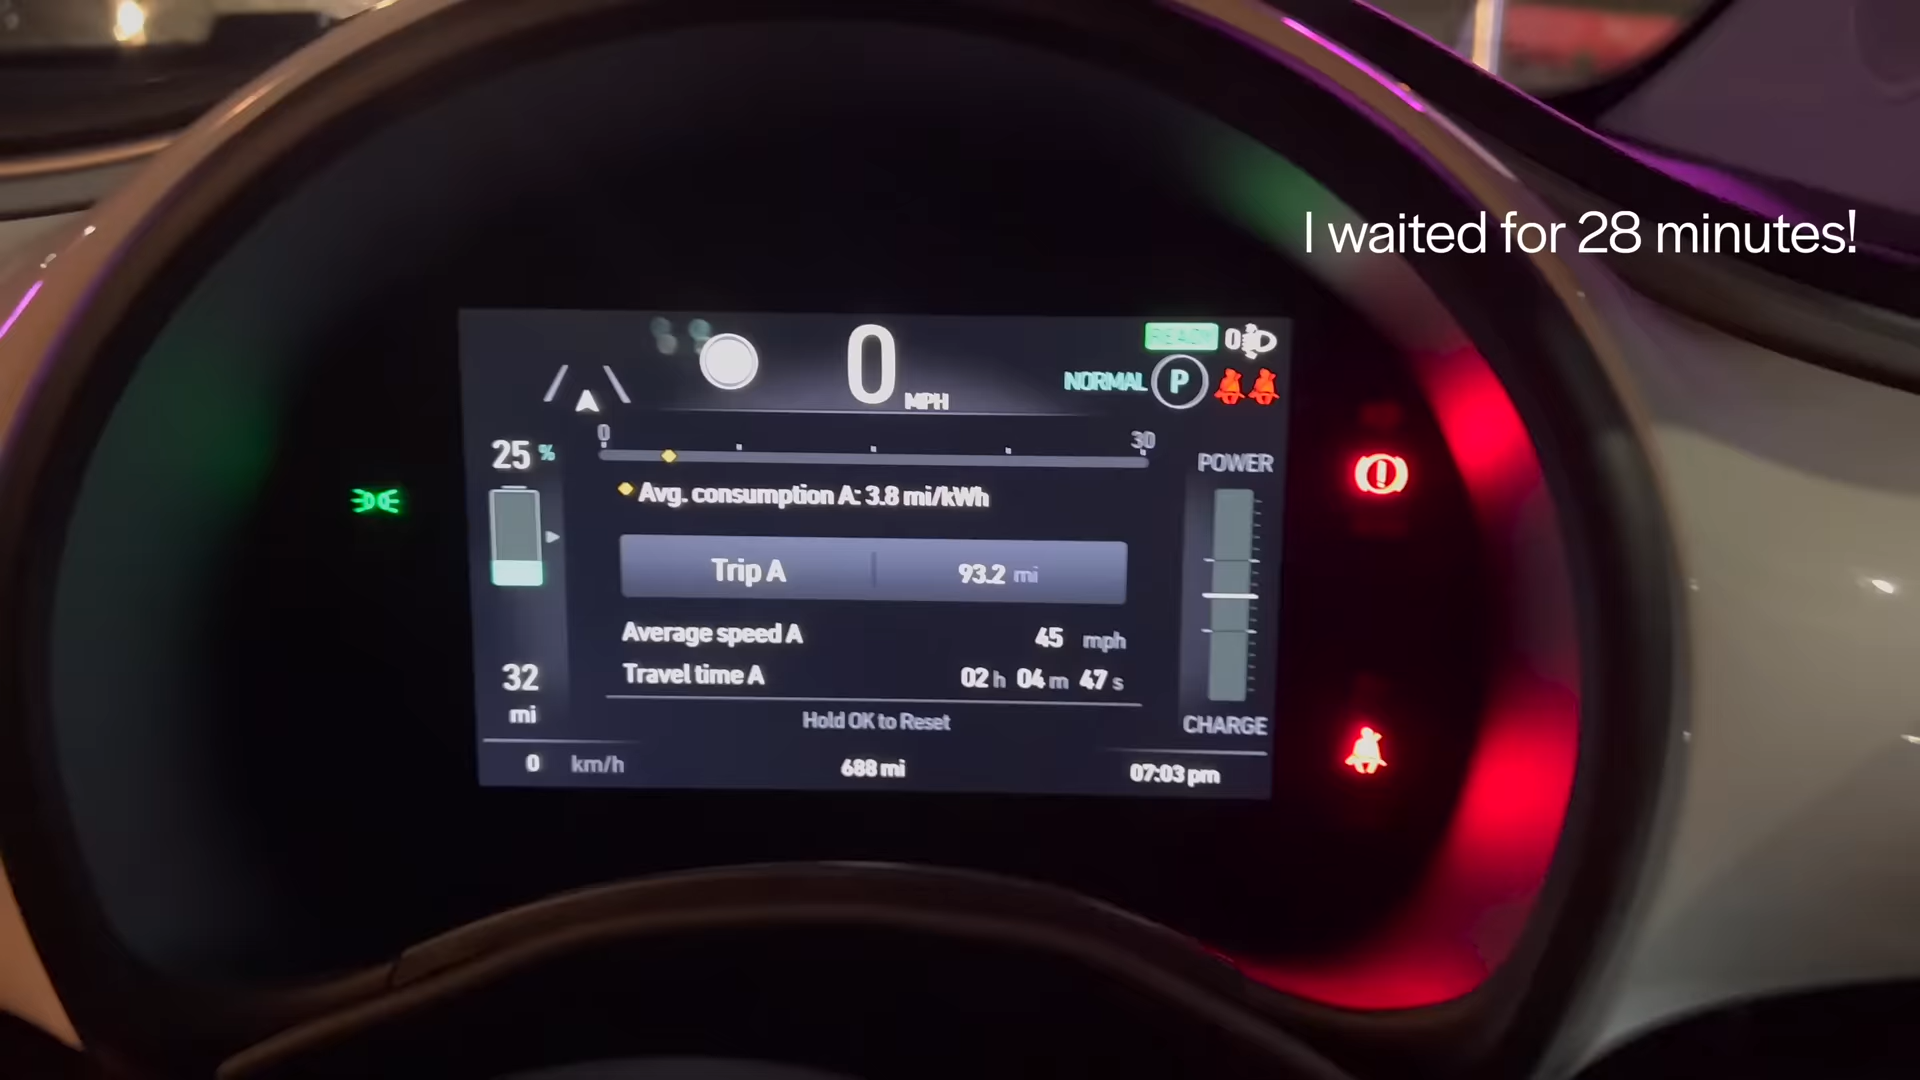 I waited for 28 minutes!
0 MPH
READY
NORMAL P
0 30
25 %
POWER
Avg. consumption A: 3.8 mi/kWh
Trip A 93.2 mi
Average speed A 45 mph
Travel time A 02 h 04 m 47 s
32
mi
Hold OK to Reset
CHARGE
0 km/h 688 mi 07:03 pm